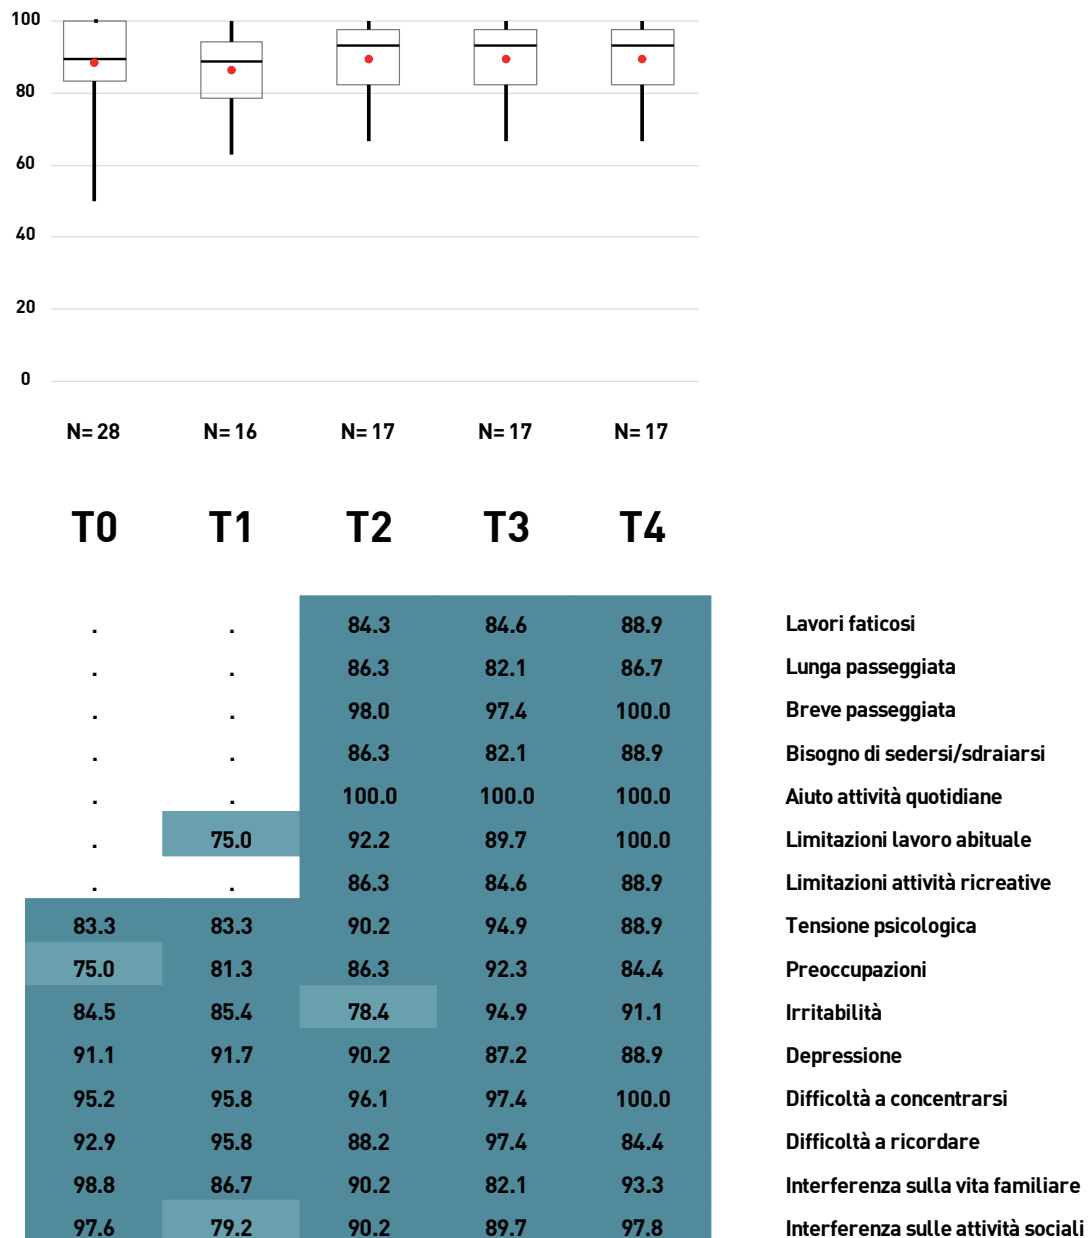 100
80
60
40
20
0
N= 28 N= 16 N= 17 N= 17 N= 17
T0 T1 T2 T3 T4
. . 84.3 84.6 88.9 Lavori faticosi
. . 86.3 82.1 86.7 Lunga passeggiata
. . 98.0 97.4 100.0 Breve passeggiata
. . 86.3 82.1 88.9 Bisogno di sedersi/sdraiarsi
. . 100.0 100.0 100.0 Aiuto attività quotidiane
. 75.0 92.2 89.7 100.0 Limitazioni lavoro abituale
. . 86.3 84.6 88.9 Limitazioni attività ricreative
83.3 83.3 90.2 94.9 88.9 Tensione psicologica
75.0 81.3 86.3 92.3 84.4 Preoccupazioni
84.5 85.4 78.4 94.9 91.1 Irritabilità
91.1 91.7 90.2 87.2 88.9 Depressione
95.2 95.8 96.1 97.4 100.0 Difficoltà a concentrarsi
92.9 95.8 88.2 97.4 84.4 Difficoltà a ricordare
98.8 86.7 90.2 82.1 93.3 Interferenza sulla vita familiare
97.6 79.2 90.2 89.7 97.8 Interferenza sulle attività sociali